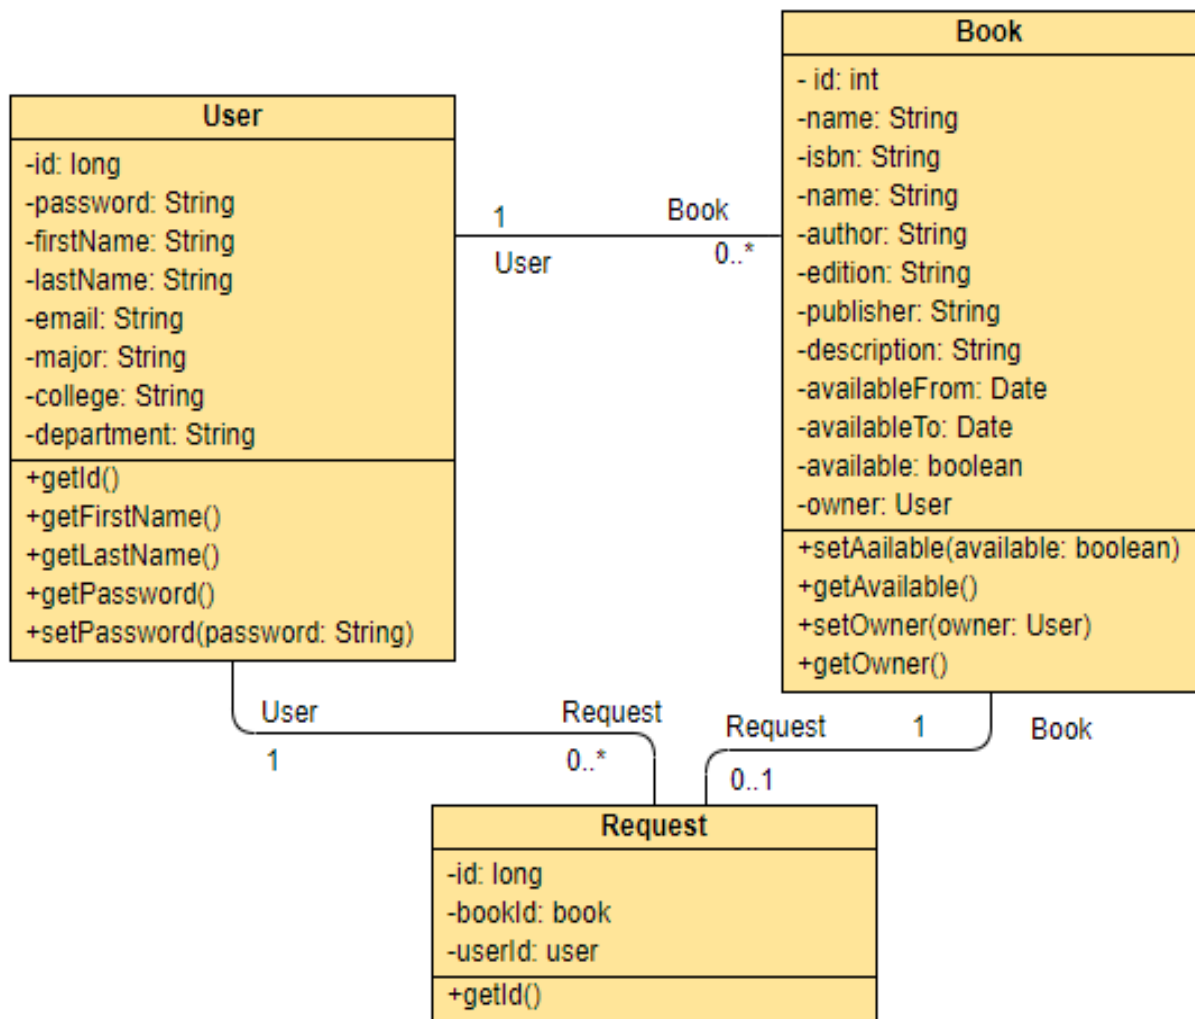 User
-id: long
-password: String
-firstName: String
-lastName: String
-email: String
-major: String
-college: String
-department: String
+getId()
+getFirstName()
+getLastName()
+getPassword()
+setPassword(password: String)
1
User
Book
0..*
Book
- id: int
-name: String
-isbn: String
-name: String
-author: String
-edition: String
-publisher: String
-description: String
-availableFrom: Date
-availableTo: Date
-available: boolean
-owner: User
+setAailable(available: boolean)
+getAvailable()
+setOwner(owner: User)
+getOwner()
User
1
Request
0..*
Request
0..1
1
Book
Request
-id: long
-bookId: book
-userId: user
+getId()